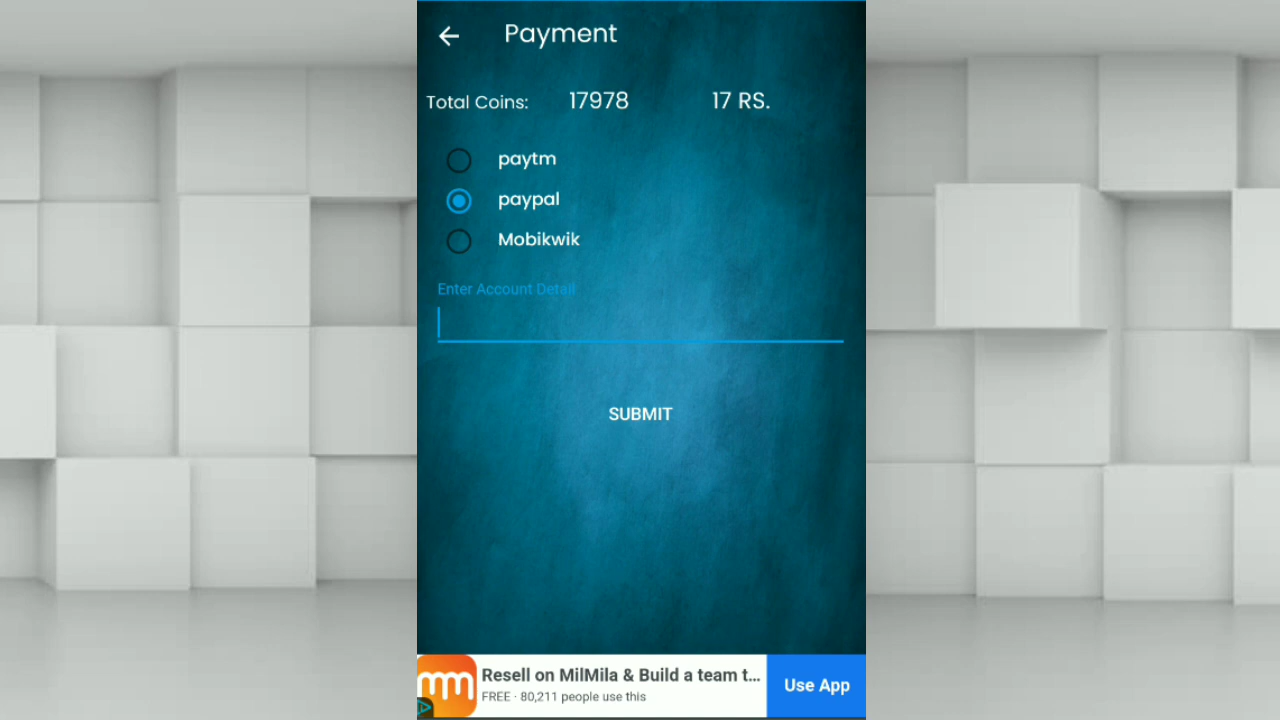 Payment
Total Coins: 17978 17 RS.
paytm
paypal
Mobikwik
Enter Account Detail
SUBMIT
Resell on MilMila & Build a team t...
FREE · 80,211 people use this
Use App